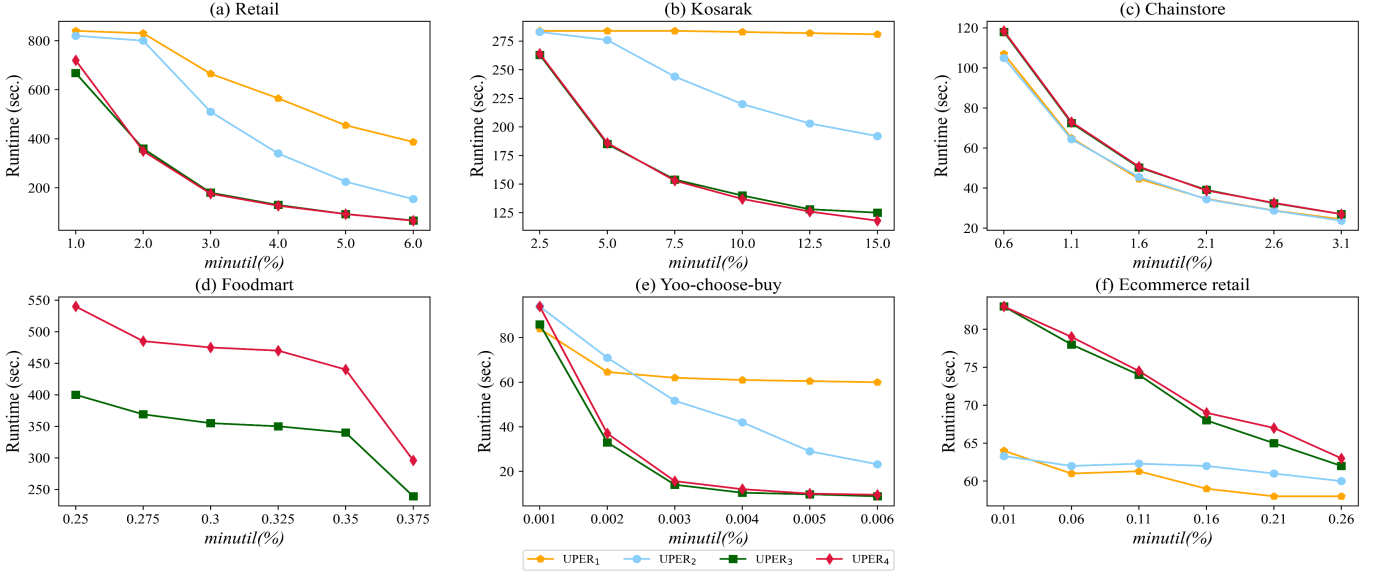 (a) Retail
800
600
400
200
Runtime (sec.)
1.0 2.0 3.0 4.0 5.0 6.0
minutil(%)
(b) Kosarak
275
250
225
200
175
150
125
Runtime (sec.)
2.5 5.0 7.5 10.0 12.5 15.0
minutil(%)
(c) Chainstore
120
100
80
60
40
20
Runtime (sec.)
0.6 1.1 1.6 2.1 2.6 3.1
minutil(%)
(d) Foodmart
550
500
450
400
350
300
250
Runtime (sec.)
0.25 0.275 0.3 0.325 0.35 0.375
minutil(%)
(e) Yoo-choose-buy
80
60
40
20
Runtime (sec.)
0.001 0.002 0.003 0.004 0.005 0.006
minutil(%)
(f) Ecommerce retail
80
75
70
65
60
Runtime (sec.)
0.01 0.06 0.11 0.16 0.21 0.26
minutil(%)
UPER₁ UPER₂ UPER₃ UPER₄